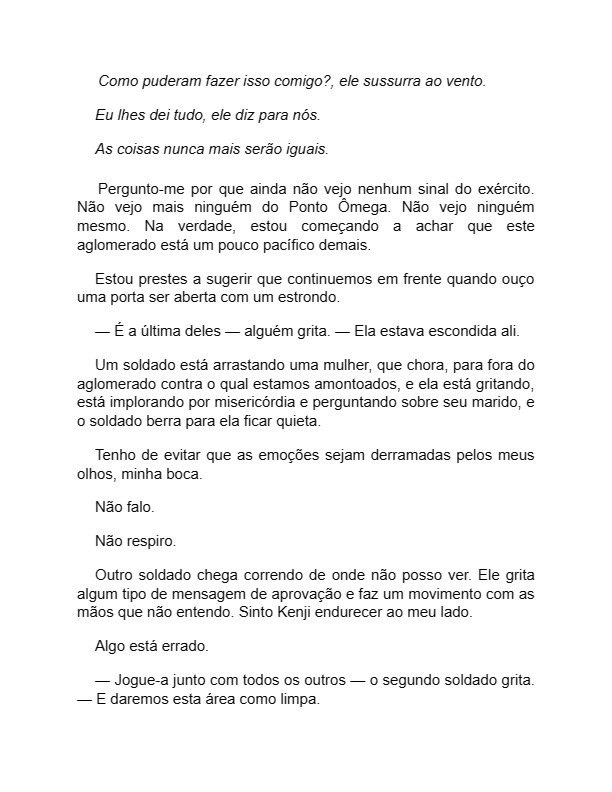 Como puderam fazer isso comigo?, ele sussurra ao vento.
Eu lhes dei tudo, ele diz para nós.
As coisas nunca mais serão iguais.
Pergunto-me por que ainda não vejo nenhum sinal do exército.
Não vejo mais ninguém do Ponto Ômega. Não vejo ninguém
mesmo. Na verdade, estou começando a achar que este
aglomerado está um pouco pacífico demais.
Estou prestes a sugerir que continuemos em frente quando ouço
uma porta ser aberta com um estrondo.
— É a última deles — alguém grita. — Ela estava escondida ali.
Um soldado está arrastando uma mulher, que chora, para fora do
aglomerado contra o qual estamos amontoados, e ela está gritando,
está implorando por misericórdia e perguntando sobre seu marido, e
o soldado berra para ela ficar quieta.
Tenho de evitar que as emoções sejam derramadas pelos meus
olhos, minha boca.
Não falo.
Não respiro.
Outro soldado chega correndo de onde não posso ver. Ele grita
algum tipo de mensagem de aprovação e faz um movimento com as
mãos que não entendo. Sinto Kenji endurecer ao meu lado.
Algo está errado.
— Jogue-a junto com todos os outros — o segundo soldado grita.
— E daremos esta área como limpa.